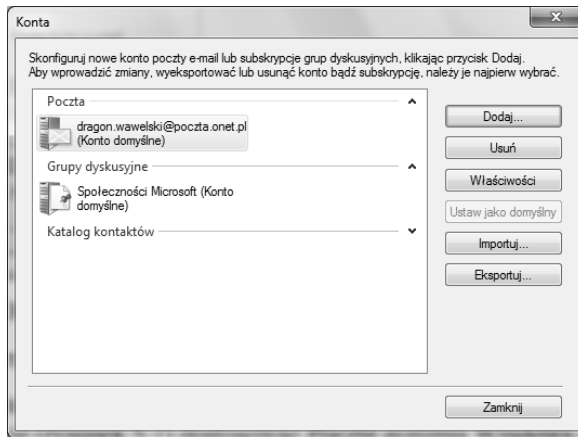 Konta
Skonfiguruj nowe konto poczty e-mail lub subskrypcje grup dyskusyjnych, klikając przycisk Dodaj.
Aby wprowadzić zmiany, wyeksportować lub usunąć konto bądź subskrypcję, należy je najpierw wybrać.
Poczta
dragon.wawelski@poczta.onet.pl
(Konto domyślne)
Grupy dyskusyjne
Społeczności Microsoft (Konto
domyślne)
Katalog kontaktów
Dodaj...
Usuń
Właściwości
Ustaw jako domyślny
Importuj...
Eksportuj...
Zamknij